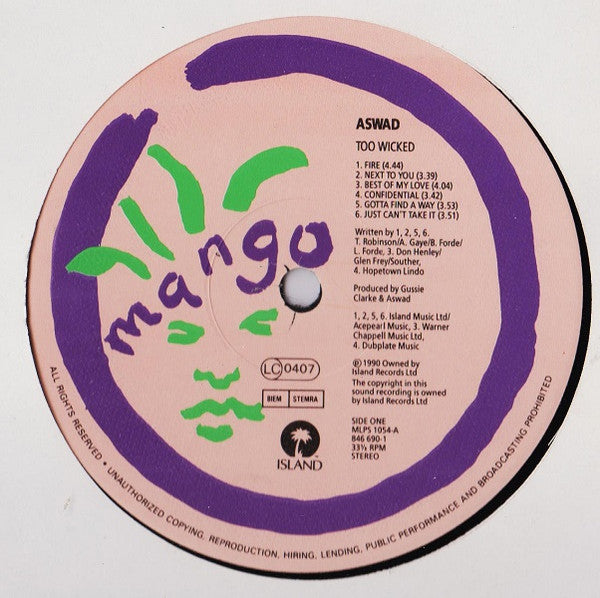 mango
ASWAD
TOO WICKED
1. FIRE (4.44)
2. NEXT TO YOU (3.39)
3. BEST OF MY LOVE (4.04)
4. CONFIDENTIAL (3.42)
5. GOTTA FIND A WAY (3.53)
6. JUST CAN'T TAKE IT (3.51)
Written by 1, 2, 5, 6.
T. Robinson/A. Gaye/B. Forde/
L. Forde, 3. Don Henley/
Glen Frey/Souther,
4. Hopetown Lindo
Produced by Gussie
Clarke & Aswad
1, 2, 5, 6. Island Music Ltd/
Acepearl Music, 3. Warner
Chappell Music Ltd,
4. Dubplate Music
℗ 1990 Owned by
Island Records Ltd
The copyright in this
sound recording is owned
by Island Records Ltd
LC 0407
BIEM STEMRA
ISLAND
SIDE ONE
MLPS 1054-A
846 690-1
33⅓ RPM
STEREO
ALL RIGHTS RESERVED • UNAUTHORIZED COPYING, REPRODUCTION, HIRING, LENDING, PUBLIC PERFORMANCE AND BROADCASTING PROHIBITED